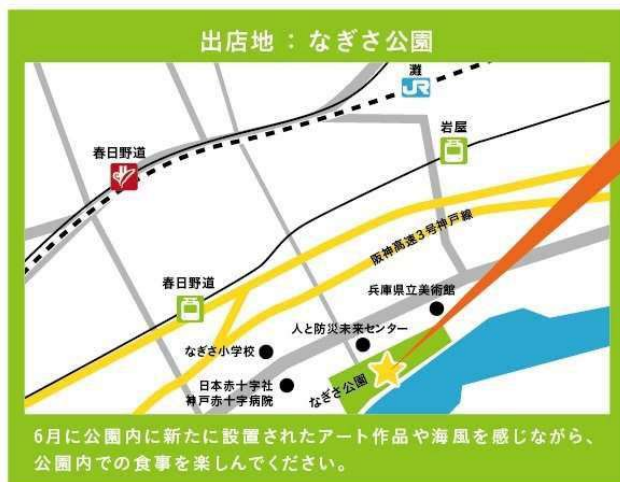 出店地：なぎさ公園
灘
JR
岩屋
春日野道
阪神高速3号神戸線
春日野道
兵庫県立美術館
人と防災未来センター
なぎさ小学校
なぎさ公園
日本赤十字社
神戸赤十字病院
6月に公園内に新たに設置されたアート作品や海風を感じながら、
公園内での食事を楽しんでください。